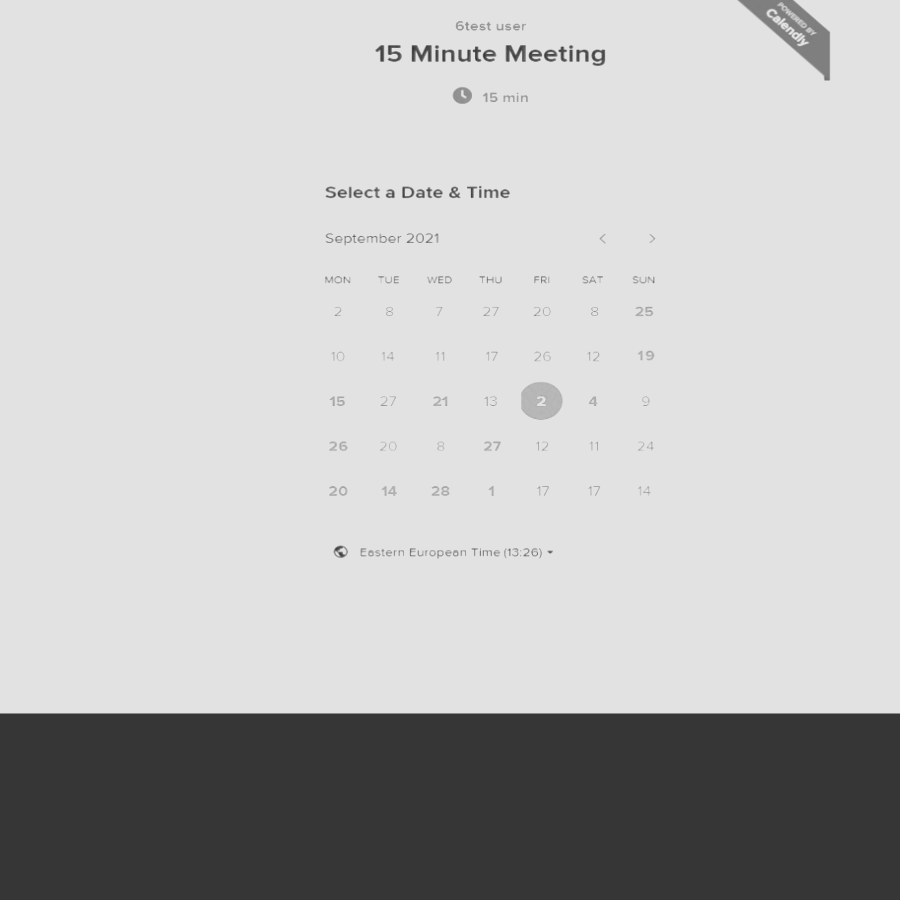 6test user
15 Minute Meeting
15 min
POWERED BY
Calendly
Select a Date & Time
September 2021
MON TUE WED THU FRI SAT SUN
2 8 7 27 20 8 25
10 14 11 17 26 12 19
15 27 21 13 2 4 9
26 20 8 27 12 11 24
20 14 28 1 17 17 14
Eastern European Time (13:26)